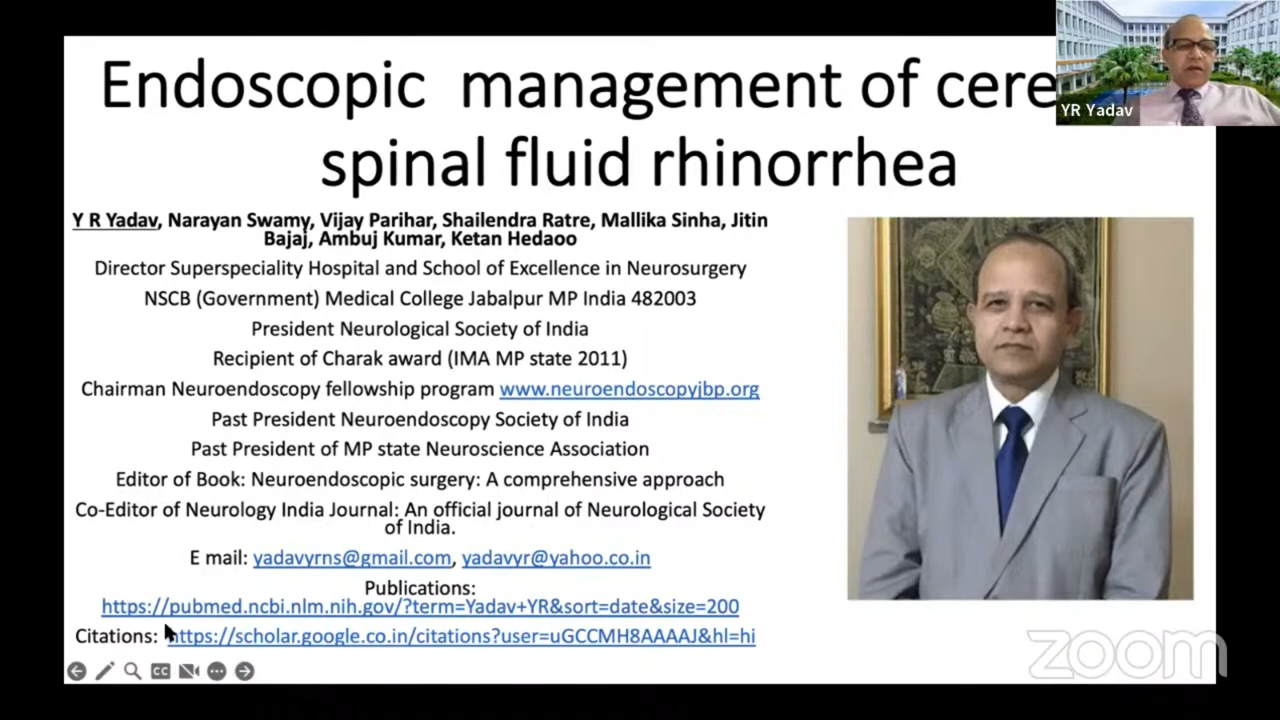 Endoscopic management of cere
spinal fluid rhinorrhea
YR Yadav
Y R Yadav, Narayan Swamy, Vijay Parihar, Shailendra Ratre, Mallika Sinha, Jitin
Bajaj, Ambuj Kumar, Ketan Hedaoo
Director Superspeciality Hospital and School of Excellence in Neurosurgery
NSCB (Government) Medical College Jabalpur MP India 482003
President Neurological Society of India
Recipient of Charak award (IMA MP state 2011)
Chairman Neuroendoscopy fellowship program www.neuroendoscopyjbp.org
Past President Neuroendoscopy Society of India
Past President of MP state Neuroscience Association
Editor of Book: Neuroendoscopic surgery: A comprehensive approach
Co-Editor of Neurology India Journal: An official journal of Neurological Society
of India.
E mail: yadavyrns@gmail.com, yadavyr@yahoo.co.in
Publications:
https://pubmed.ncbi.nlm.nih.gov/?term=Yadav+YR&sort=date&size=200
Citations: https://scholar.google.co.in/citations?user=uGCCMH8AAAAJ&hl=hi
CC
zoom